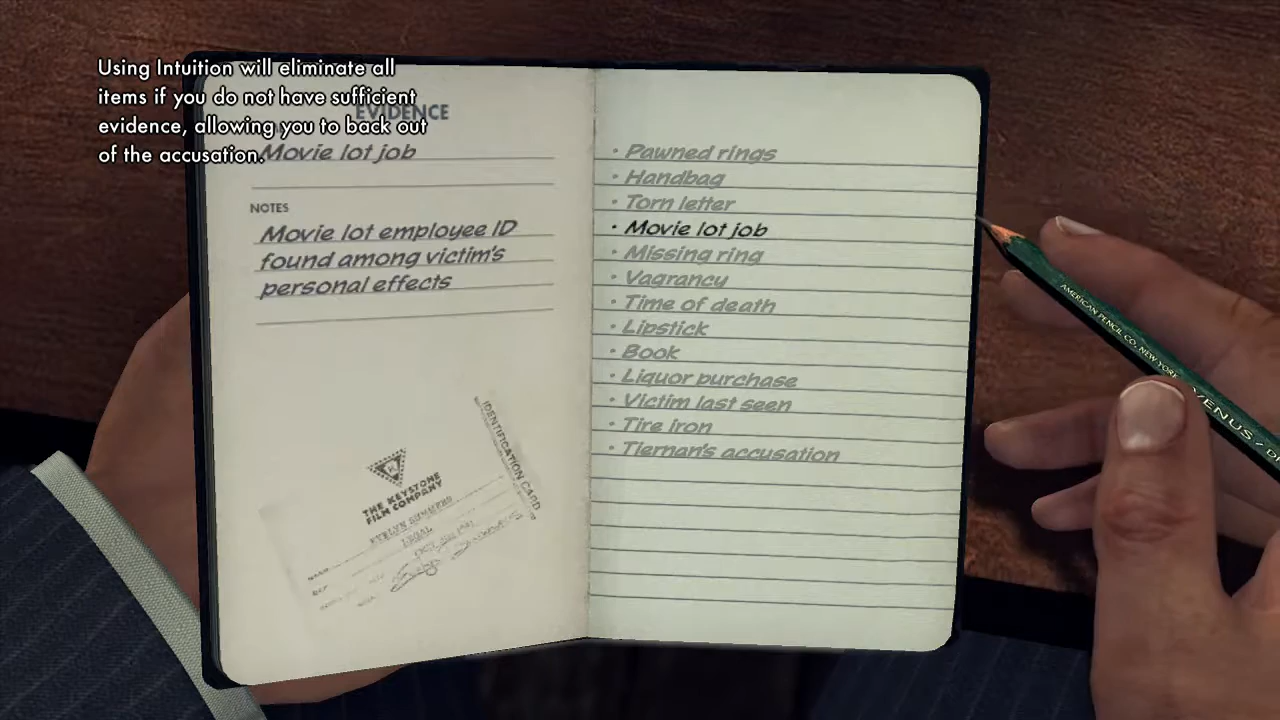 Using Intuition will eliminate all
items if you do not have sufficient
evidence, allowing you to back out
of the accusation.
EVIDENCE
Movie lot job
NOTES
Movie lot employee ID
found among victim's
personal effects
IDENTIFICATION CARD
THE KEYSTONE
FILM COMPANY
EVELYN SUMMERS
LEGAL
• Pawned rings
• Handbag
• Torn letter
• Movie lot job
• Missing ring
• Vagrancy
• Time of death
• Lipstick
• Book
• Liquor purchase
• Victim last seen
• Tire iron
• Tiernan's accusation
AMERICAN PENCIL CO. NEW YORK
VENUS